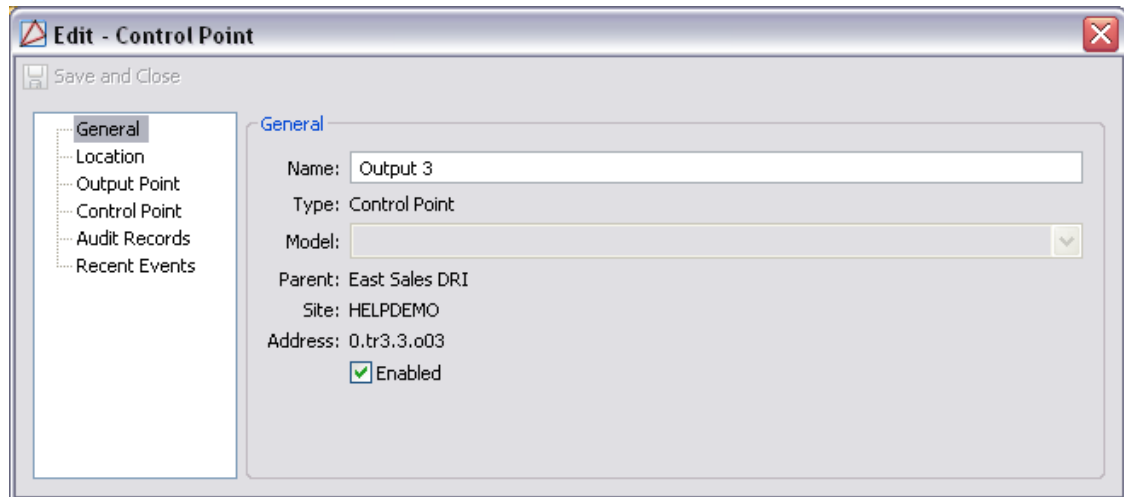 Edit - Control Point
Save and Close
General
Location
Output Point
Control Point
Audit Records
Recent Events
General
Name: Output 3
Type: Control Point
Model:
Parent: East Sales DRI
Site: HELPDEMO
Address: 0.tr3.3.o03
Enabled